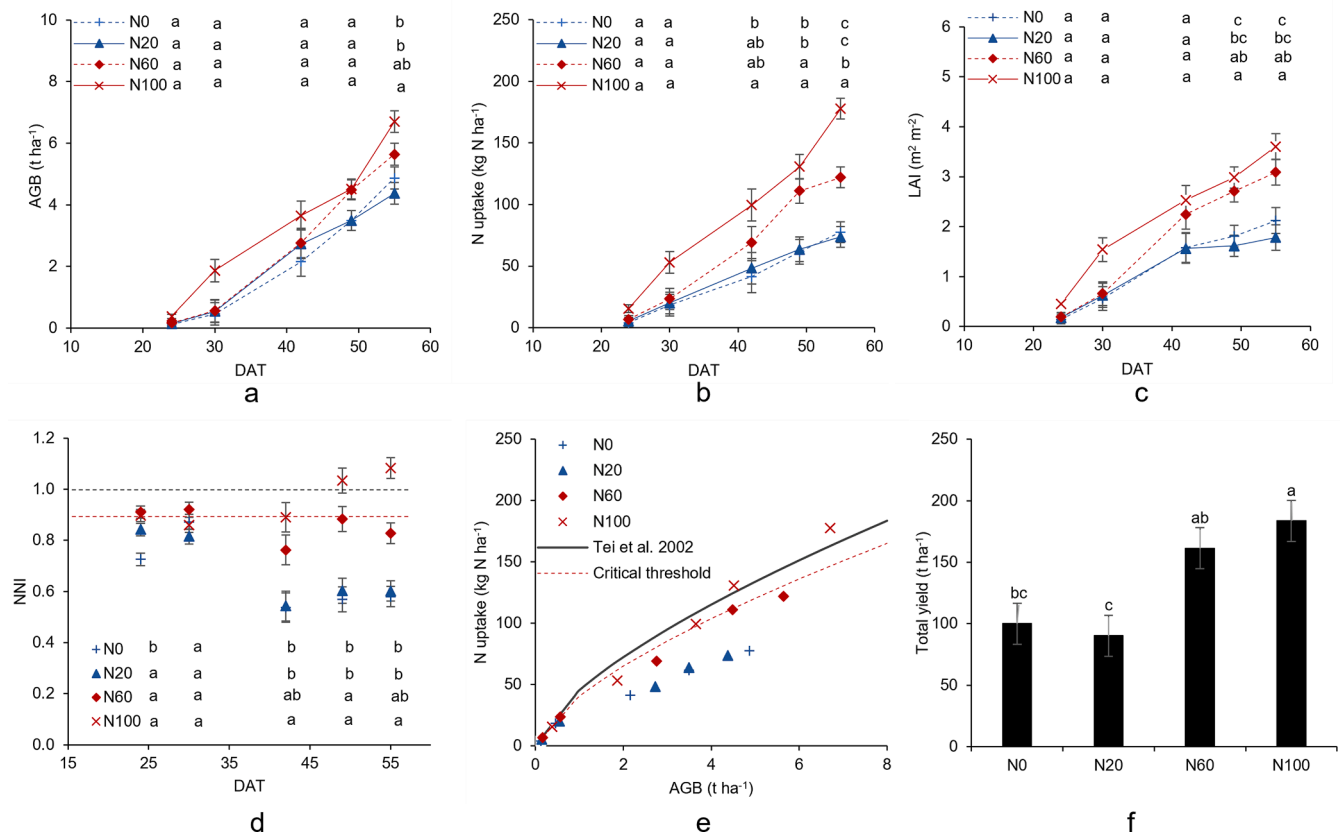 N0 a a a a b
N20 a a a a b
N60 a a a a ab
N100 a a a a a
10
8
6
4
2
0
10 20 30 40 50 60
AGB (t ha-1)
DAT
a
N0 a a b b c
N20 a a ab b c
N60 a a ab a b
N100 a a a a a
250
200
150
100
50
0
10 20 30 40 50 60
N uptake (kg N ha-1)
DAT
b
N0 a a a c c
N20 a a a bc bc
N60 a a a ab ab
N100 a a a a a
6
5
4
3
2
1
0
10 20 30 40 50 60
LAI (m2 m-2)
DAT
c
1.2
1.0
0.8
0.6
0.4
0.2
0.0
N0 b a b b b
N20 a a b b b
N60 a a ab a ab
N100 a a a a a
15 25 35 45 55
NNI
DAT
d
250
200
150
100
50
0
N0
N20
N60
N100
Tei et al. 2002
Critical threshold
0 2 4 6 8
N uptake (kg N ha-1)
AGB (t ha-1)
e
250
200
150
100
50
0
bc c ab a
N0 N20 N60 N100
Total yield (t ha-1)
f